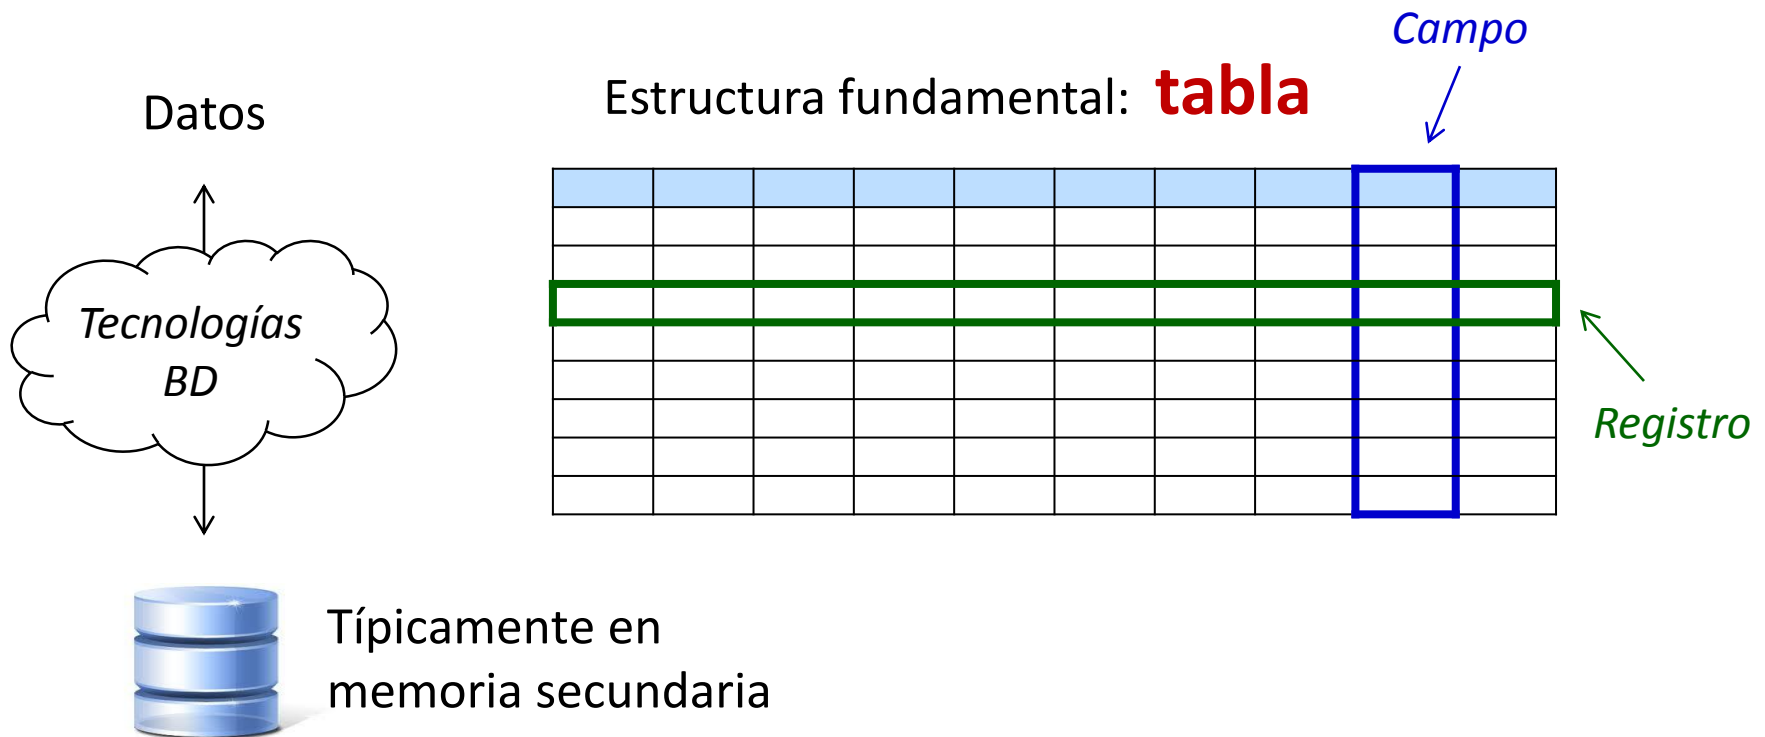 Campo
Estructura fundamental: tabla
Datos
Tecnologías
BD
Registro
Típicamente en
memoria secundaria